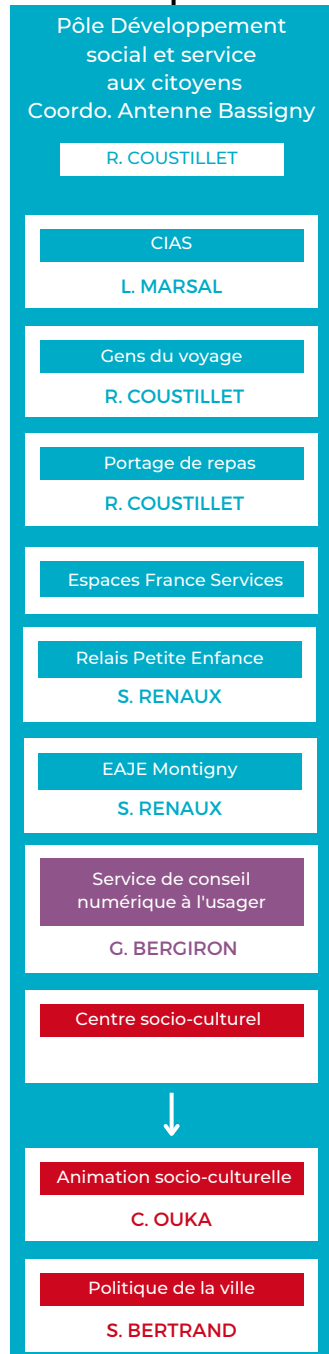 Pôle Développement
social et service
aux citoyens
Coordo. Antenne Bassigny
R. COUSTILLET
CIAS
L. MARSAL
Gens du voyage
R. COUSTILLET
Portage de repas
R. COUSTILLET
Espaces France Services
Relais Petite Enfance
S. RENAUX
EAJE Montigny
S. RENAUX
Service de conseil
numérique à l'usager
G. BERGIRON
Centre socio-culturel
Animation socio-culturelle
C. OUKA
Politique de la ville
S. BERTRAND